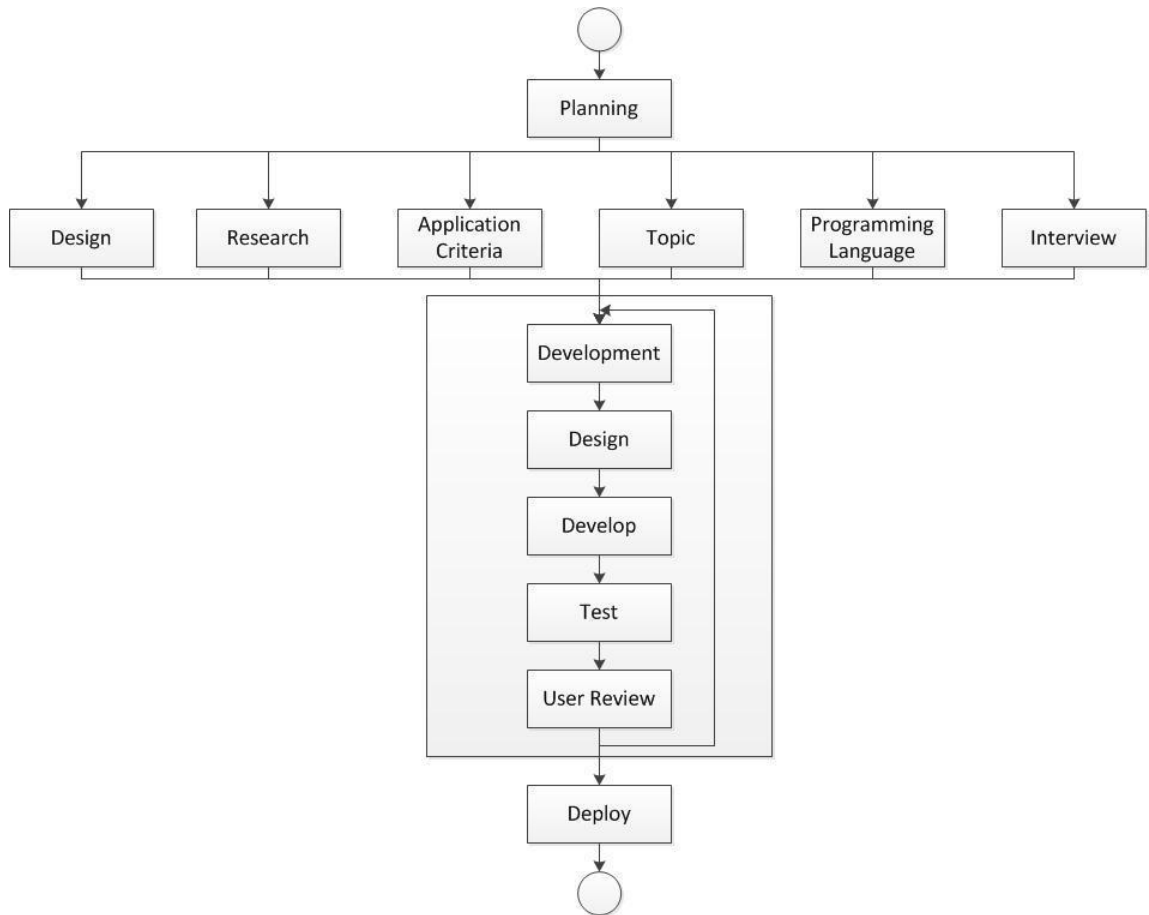 Planning
Design
Research
Application
Criteria
Topic
Programming
Language
Interview
Development
Design
Develop
Test
User Review
Deploy